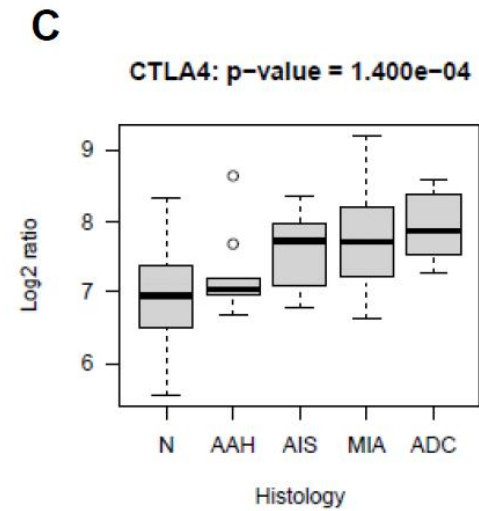 C
CTLA4: p−value = 1.400e−04
9
8
7
6
Log2 ratio
N AAH AIS MIA ADC
Histology